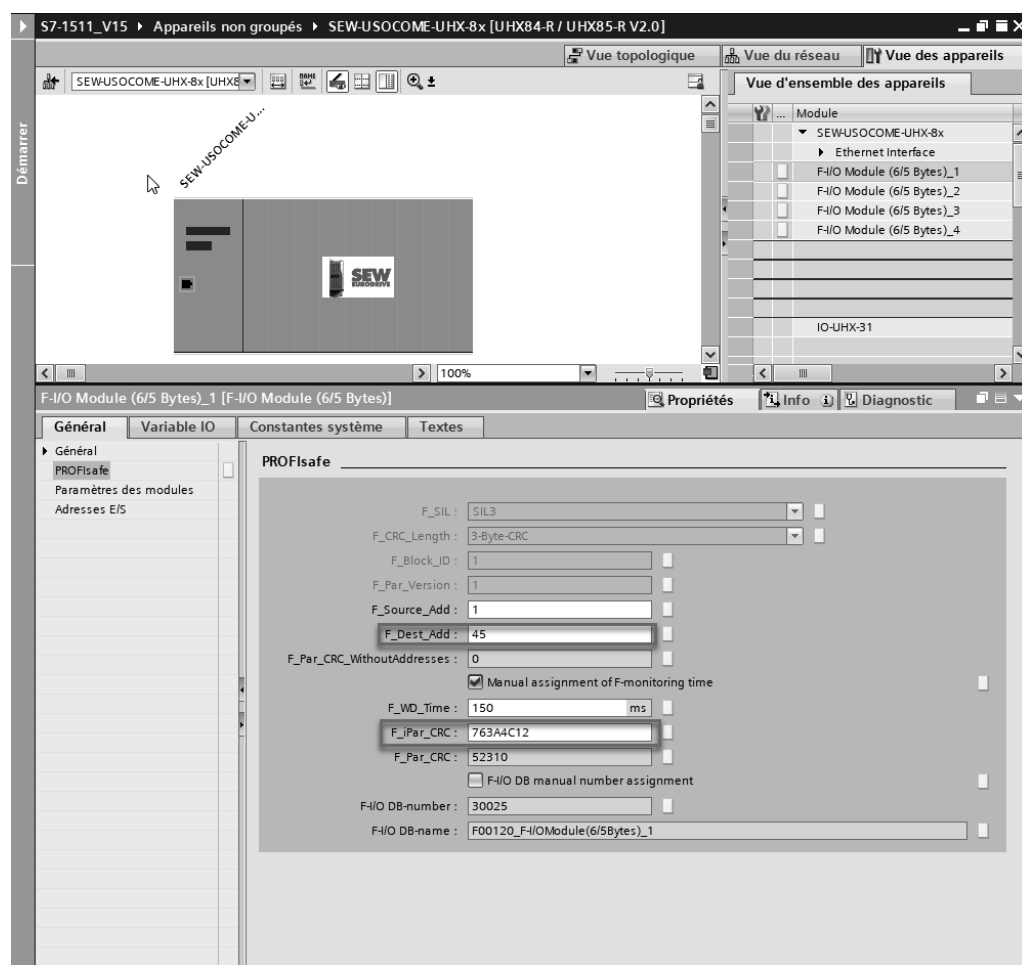 S7-1511_V15 ▸ Appareils non groupés ▸ SEW-USOCOME-UHX-8x [UHX84-R / UHX85-R V2.0]
Vue topologique Vue du réseau Vue des appareils
SEW-USOCOME-UHX-8x [UHX8
Vue d'ensemble des appareils
Démarrer
SEW-USOCOME-U...
SEW
EURODRIVE
... Module
SEW-USOCOME-UHX-8x
Ethernet Interface
F-I/O Module (6/5 Bytes)_1
F-I/O Module (6/5 Bytes)_2
F-I/O Module (6/5 Bytes)_3
F-I/O Module (6/5 Bytes)_4
IO-UHX-31
100%
F-I/O Module (6/5 Bytes)_1 [F-I/O Module (6/5 Bytes)]
Propriétés Info Diagnostic
Général Variable IO Constantes système Textes
Général
PROFIsafe
Paramètres des modules
Adresses E/S
PROFIsafe
F_SIL : SIL3
F_CRC_Length : 3-Byte-CRC
F_Block_ID : 1
F_Par_Version : 1
F_Source_Add : 1
F_Dest_Add : 45
F_Par_CRC_WithoutAddresses : 0
Manual assignment of F-monitoring time
F_WD_Time : 150 ms
F_iPar_CRC : 763A4C12
F_Par_CRC : 52310
F-I/O DB manual number assignment
F-I/O DB-number : 30025
F-I/O DB-name : F00120_F-I/OModule(6/5Bytes)_1